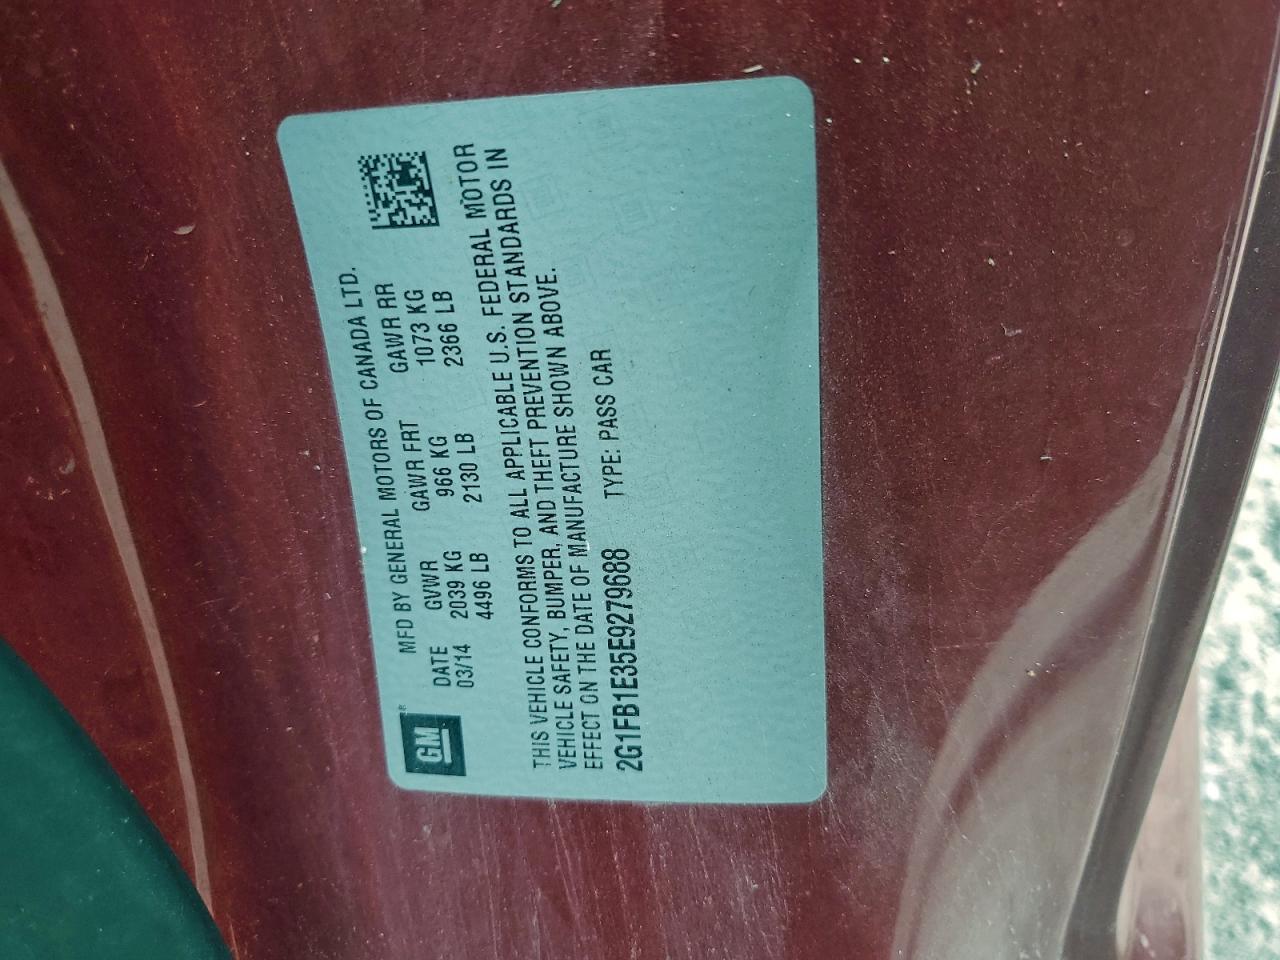 GM®
MFD BY GENERAL MOTORS OF CANADA LTD.
DATE GVWR GAWR FRT GAWR RR
03/14 2039 KG 966 KG 1073 KG
4496 LB 2130 LB 2366 LB
THIS VEHICLE CONFORMS TO ALL APPLICABLE U.S. FEDERAL MOTOR
VEHICLE SAFETY, BUMPER, AND THEFT PREVENTION STANDARDS IN
EFFECT ON THE DATE OF MANUFACTURE SHOWN ABOVE.
2G1FB1E35E9279688 TYPE: PASS CAR